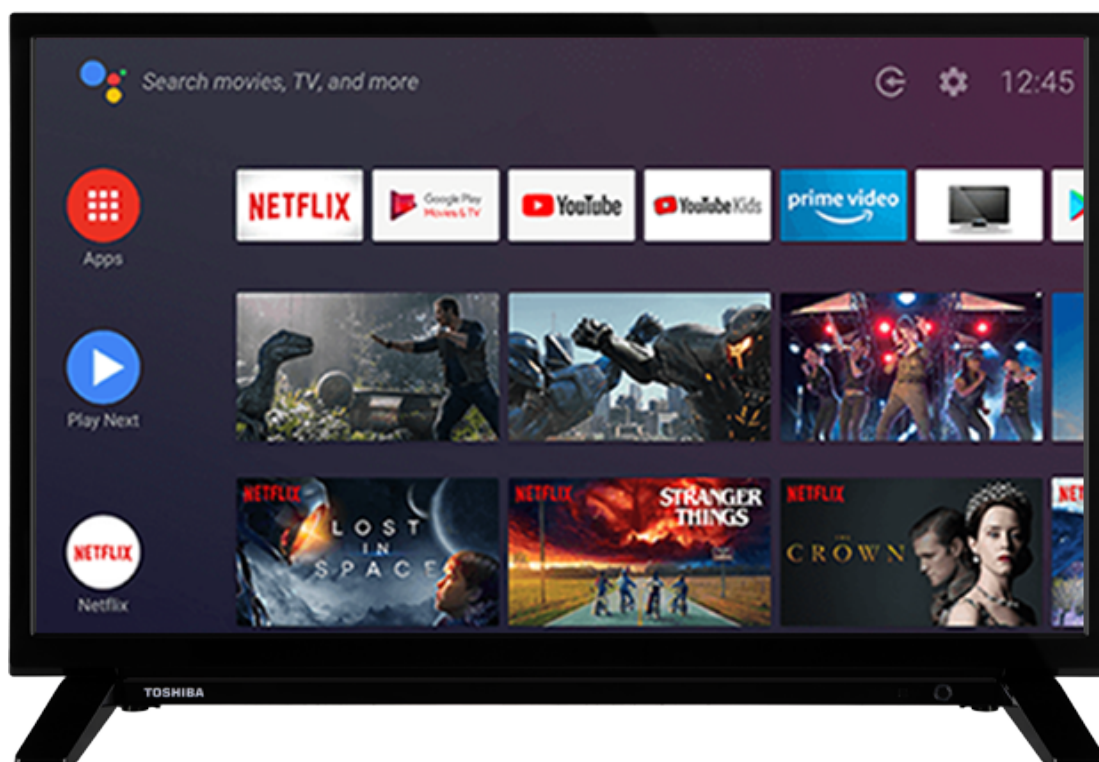 Search movies, TV, and more
12:45
Apps
NETFLIX
Google Play
Movies & TV
YouTube
YouTube Kids
prime video
Play Next
NETFLIX
LOST
IN
SPACE
NETFLIX
STRANGER
THINGS
NETFLIX
THE
CROWN
NETFLIX
Netflix
TOSHIBA